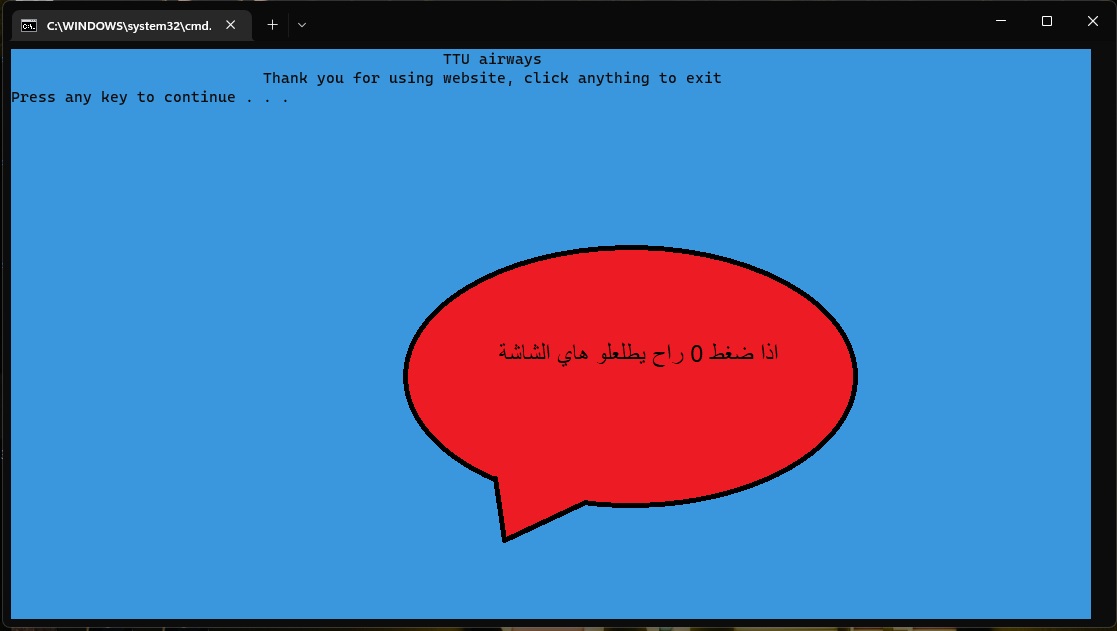 C:\WINDOWS\system32\cmd.
TTU airways
Thank you for using website, click anything to exit
Press any key to continue . . .
اذا ضغط 0 راح يطلعلو هاي الشاشة